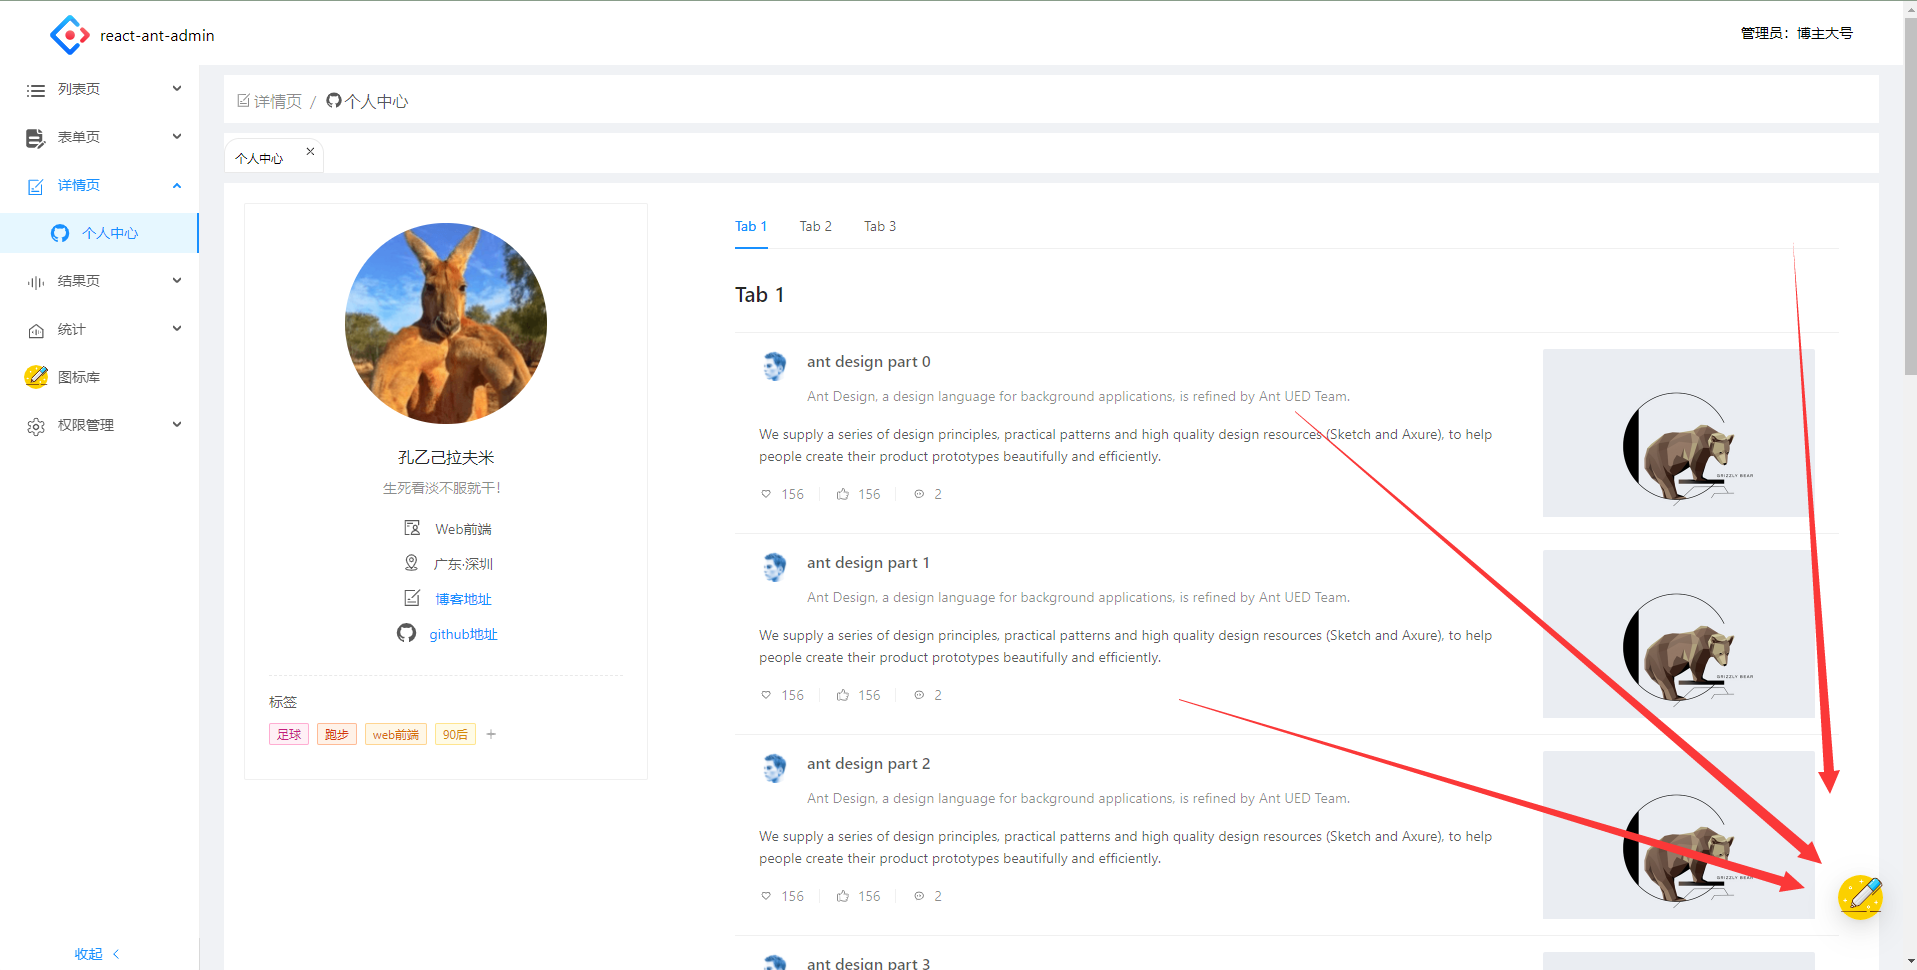 react-ant-admin
管理员：博主大号
列表页
表单页
详情页
个人中心
结果页
统计
图标库
权限管理
收起
详情页 / 个人中心
个人中心
孔乙己拉夫米
生死看淡不服就干！
Web前端
广东·深圳
博客地址
github地址
标签
足球 跑步 web前端 90后 +
Tab 1 Tab 2 Tab 3
Tab 1
ant design part 0
Ant Design, a design language for background applications, is refined by Ant UED Team.
We supply a series of design principles, practical patterns and high quality design resources (Sketch and Axure), to help
people create their product prototypes beautifully and efficiently.
156 156 2
GRIZZLY BEAR
ant design part 1
Ant Design, a design language for background applications, is refined by Ant UED Team.
We supply a series of design principles, practical patterns and high quality design resources (Sketch and Axure), to help
people create their product prototypes beautifully and efficiently.
156 156 2
GRIZZLY BEAR
ant design part 2
Ant Design, a design language for background applications, is refined by Ant UED Team.
We supply a series of design principles, practical patterns and high quality design resources (Sketch and Axure), to help
people create their product prototypes beautifully and efficiently.
156 156 2
GRIZZLY BEAR
ant design part 3